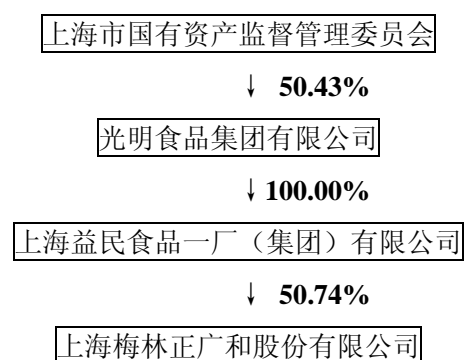 上海市国有资产监督管理委员会
↓ 50.43%
光明食品集团有限公司
↓ 100.00%
上海益民食品一厂（集团）有限公司
↓ 50.74%
上海梅林正广和股份有限公司